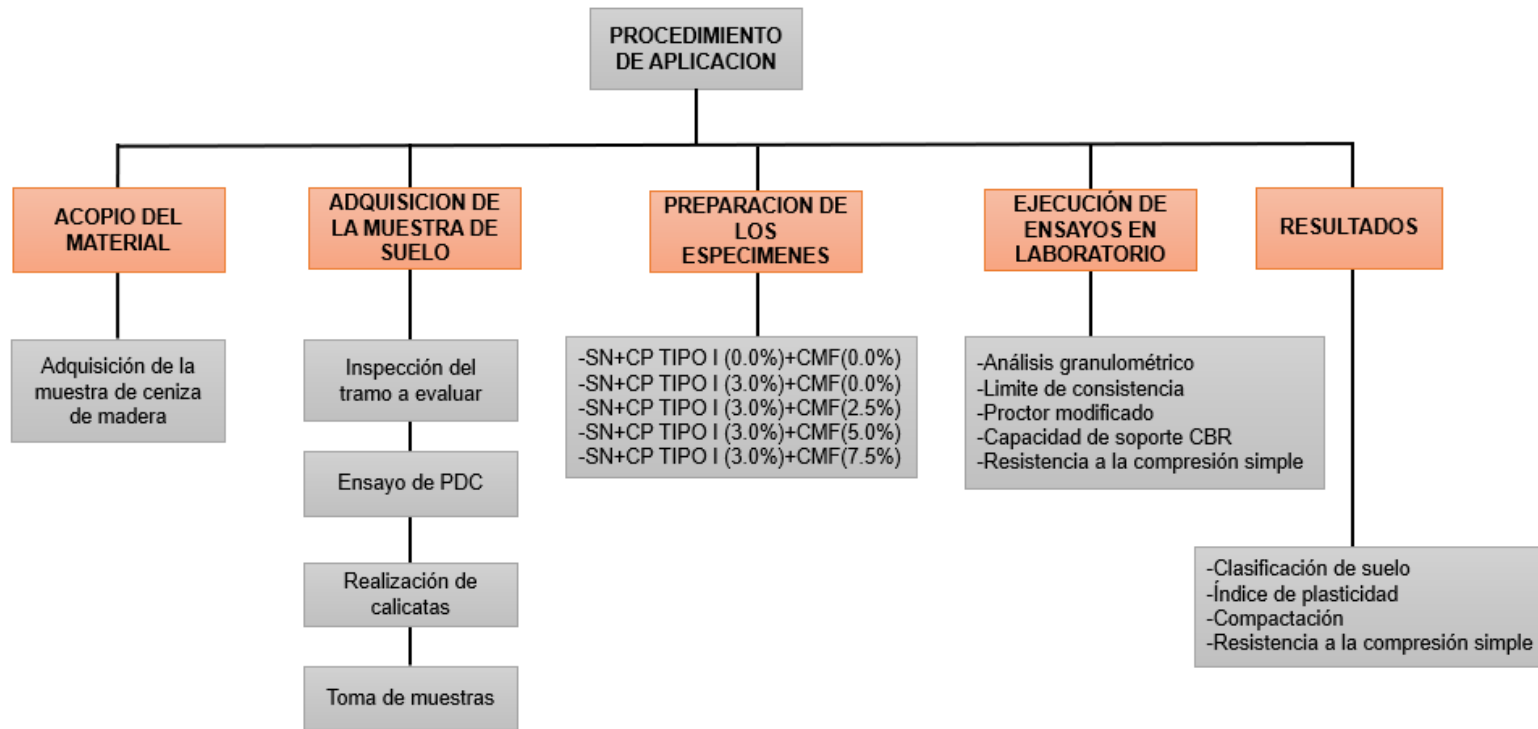 PROCEDIMIENTO
DE APLICACION
ACOPIO DEL
MATERIAL
Adquisición de la
muestra de ceniza
de madera
ADQUISICION DE
LA MUESTRA DE
SUELO
Inspección del
tramo a evaluar
Ensayo de PDC
Realización de
calicatas
Toma de muestras
PREPARACION DE
LOS
ESPECIMENES
-SN+CP TIPO I (0.0%)+CMF(0.0%)
-SN+CP TIPO I (3.0%)+CMF(0.0%)
-SN+CP TIPO I (3.0%)+CMF(2.5%)
-SN+CP TIPO I (3.0%)+CMF(5.0%)
-SN+CP TIPO I (3.0%)+CMF(7.5%)
EJECUCIÓN DE
ENSAYOS EN
LABORATORIO
-Análisis granulométrico
-Limite de consistencia
-Proctor modificado
-Capacidad de soporte CBR
-Resistencia a la compresión simple
RESULTADOS
-Clasificación de suelo
-Índice de plasticidad
-Compactación
-Resistencia a la compresión simple